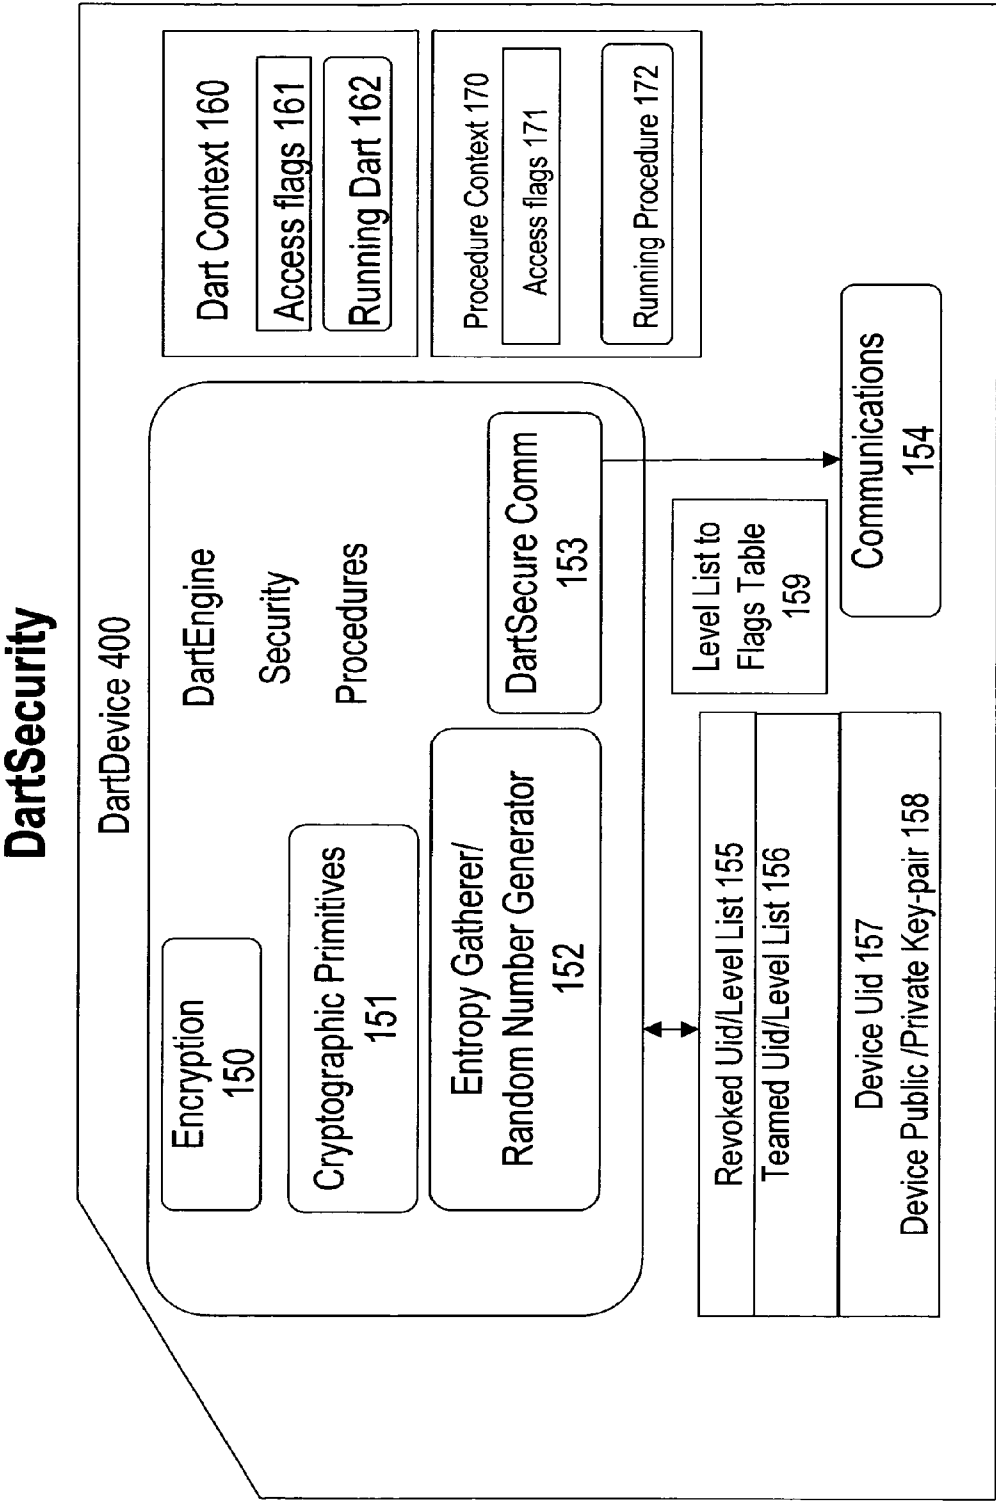 DartSecurity
DartDevice 400
Encryption
150
Cryptographic Primitives
151
Entropy Gatherer/
Random Number Generator
152
DartEngine
Security
Procedures
DartSecure Comm
153
Dart Context 160
Access flags 161
Running Dart 162
Procedure Context 170
Access flags 171
Running Procedure 172
Revoked Uid/Level List 155
Teamed Uid/Level List 156
Device Uid 157
Device Public /Private Key-pair 158
Level List to
Flags Table
159
Communications
154